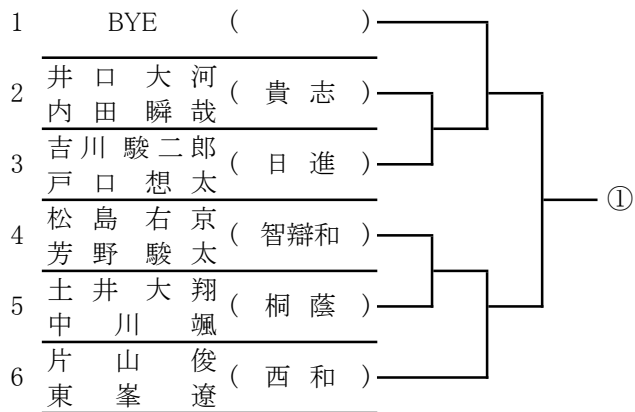 1 BYE ( )
2 井口大河 内田瞬哉 ( 貴志 )
3 吉川駿二郎 戸口想太 ( 日進 )
①
4 松島右京 芳野駿太 ( 智辯和 )
5 土井大翔 中川颯 ( 桐蔭 )
6 片山俊 東峯遼 ( 西和 )